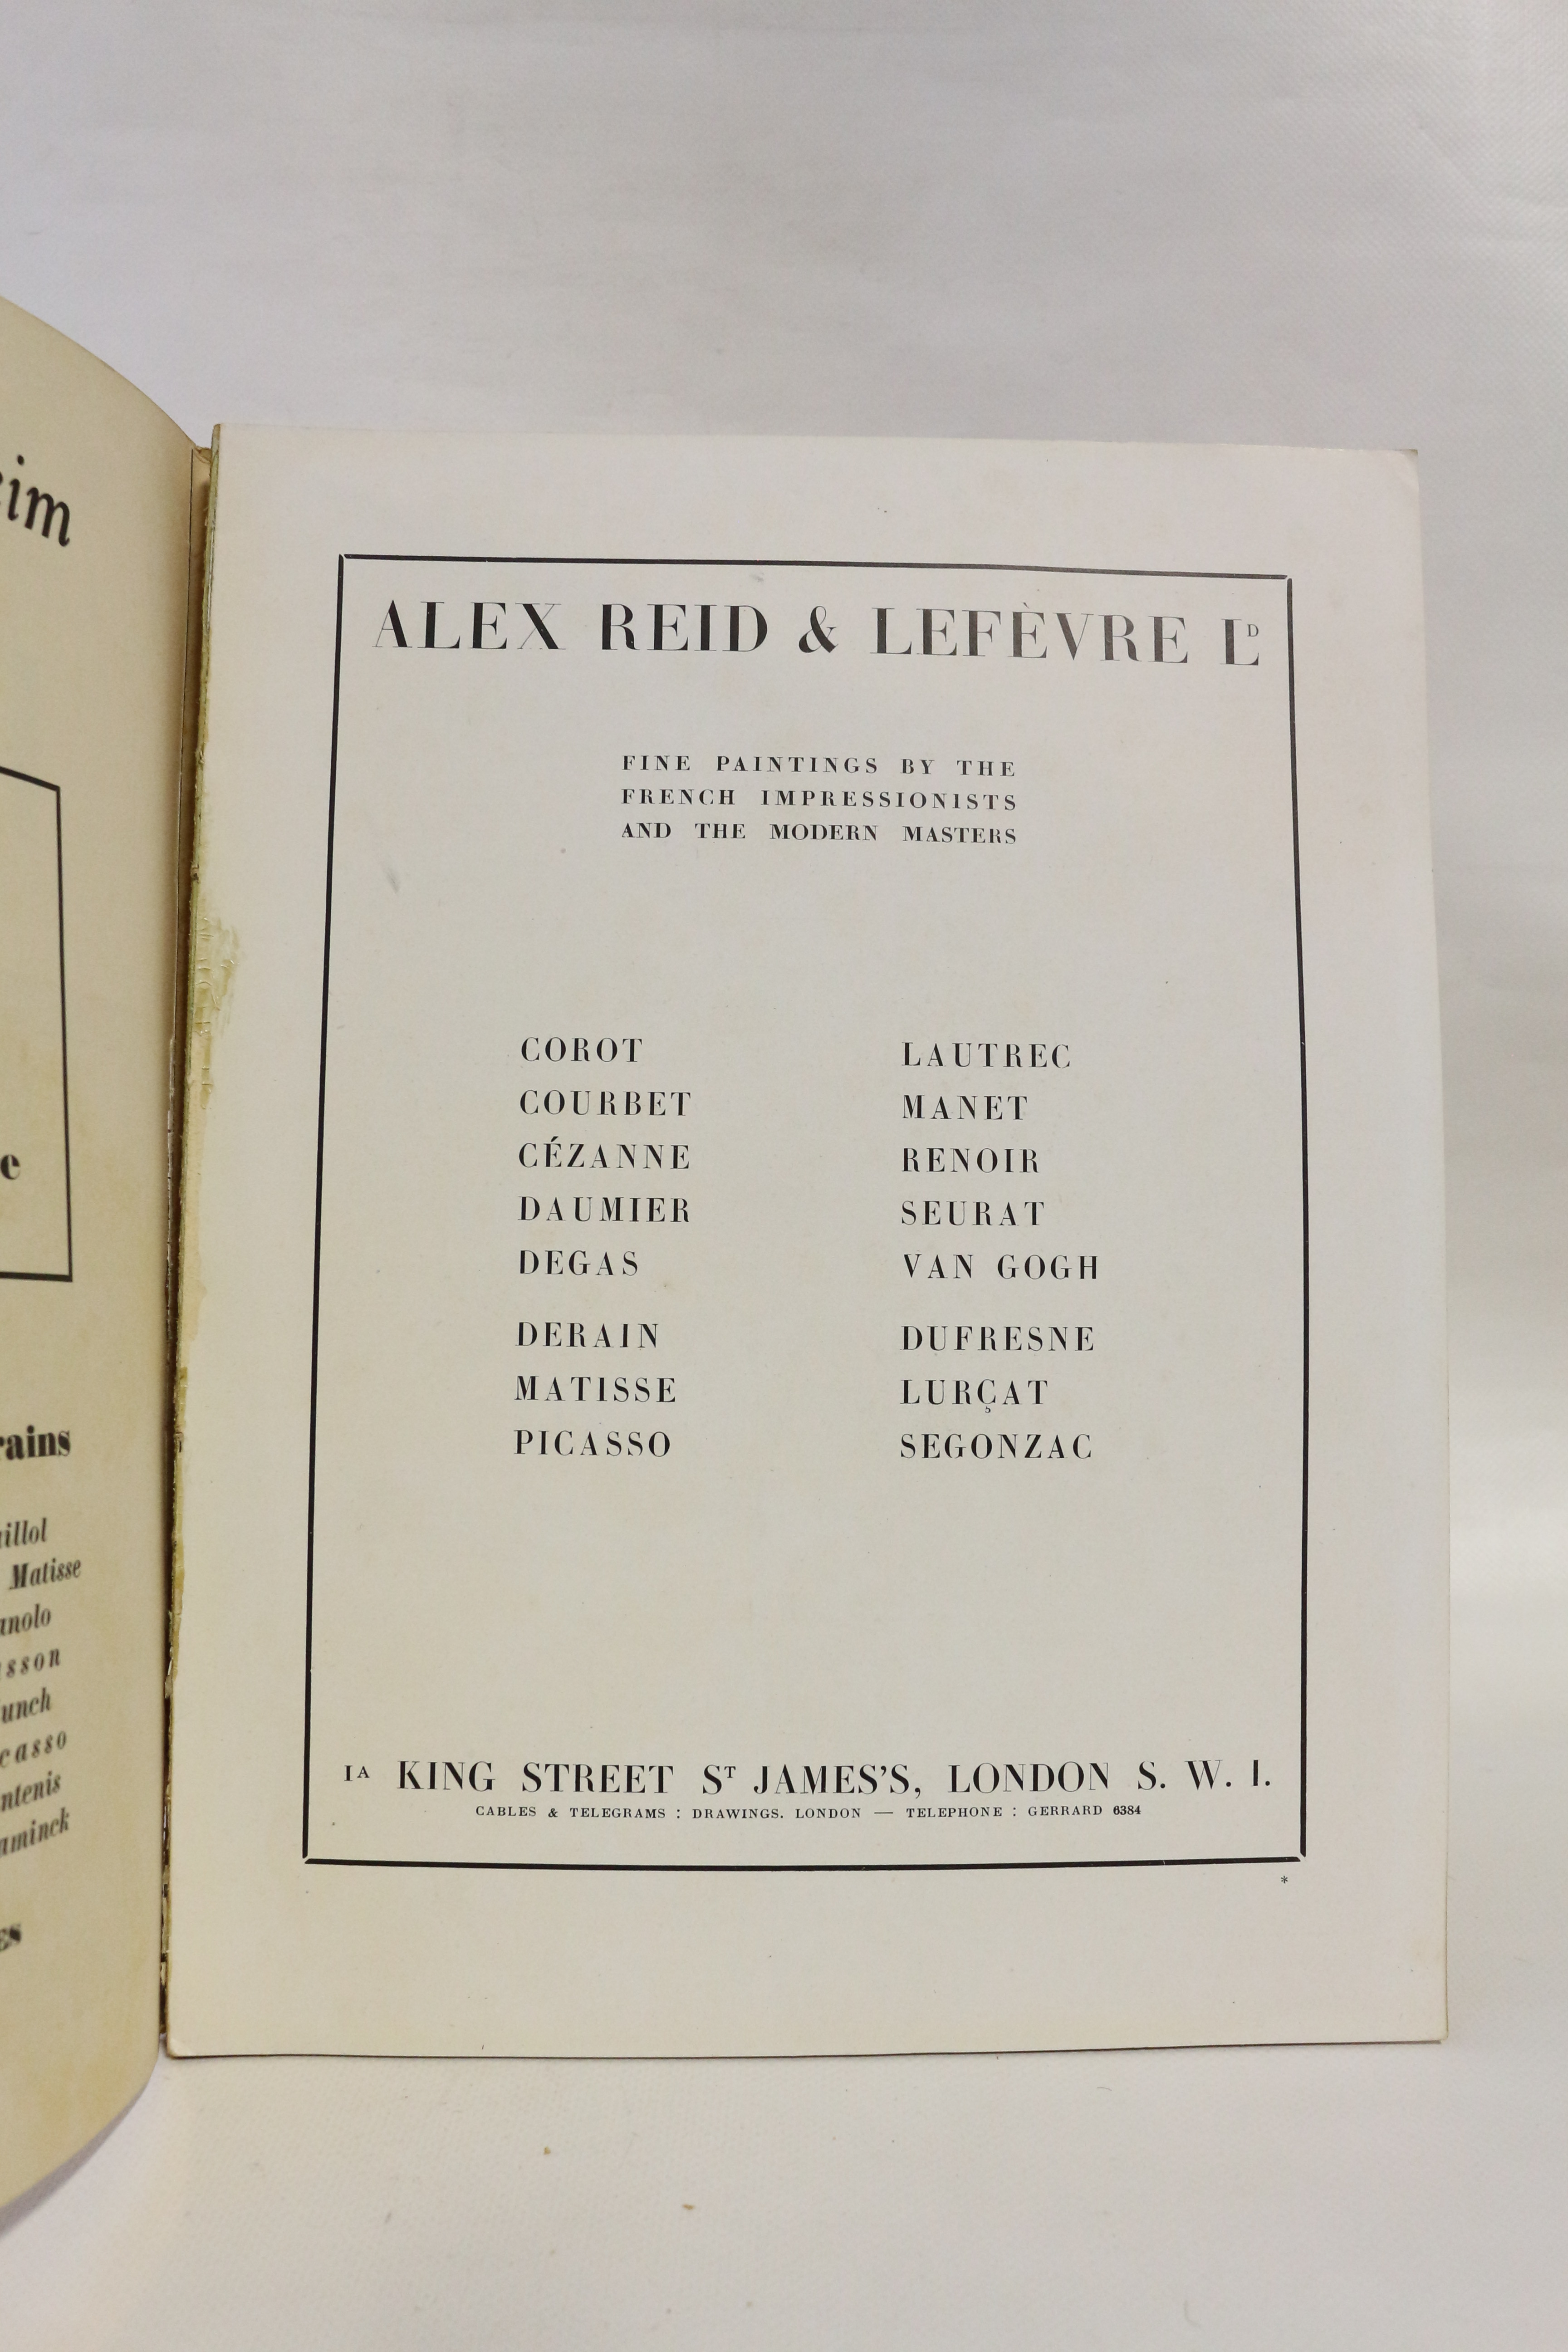 Matisse
ALEX REID & LEFÈVRE Lᴰ
FINE PAINTINGS BY THE
FRENCH IMPRESSIONISTS
AND THE MODERN MASTERS
COROT
COURBET
CÉZANNE
DAUMIER
DEGAS
DERAIN
MATISSE
PICASSO
LAUTREC
MANET
RENOIR
SEURAT
VAN GOGH
DUFRESNE
LURÇAT
SEGONZAC
1A KING STREET Sᵀ JAMES'S, LONDON S. W. 1.
CABLES & TELEGRAMS : DRAWINGS. LONDON — TELEPHONE : GERRARD 6384
*